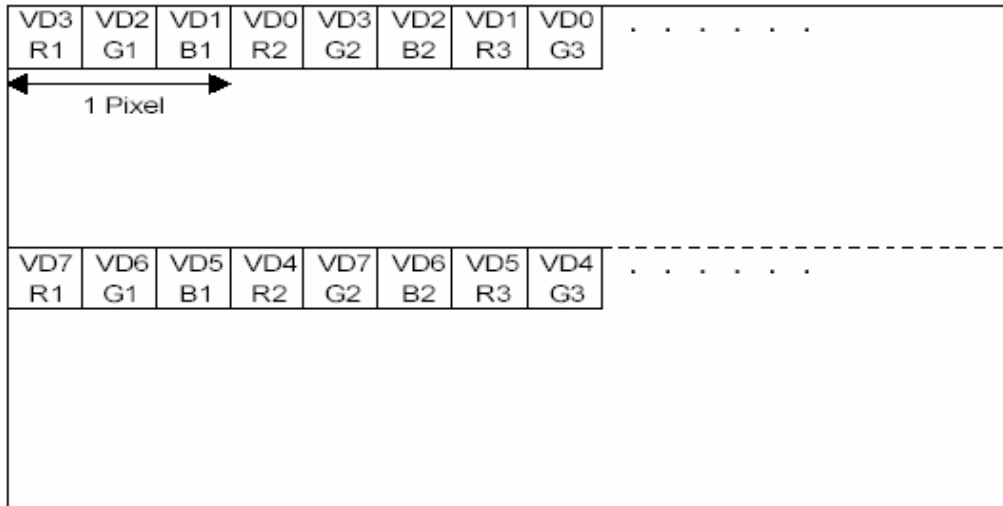 VD3 VD2 VD1 VD0 VD3 VD2 VD1 VD0 . . . . . .
R1 G1 B1 R2 G2 B2 R3 G3
1 Pixel
VD7 VD6 VD5 VD4 VD7 VD6 VD5 VD4 . . . . . .
R1 G1 B1 R2 G2 B2 R3 G3